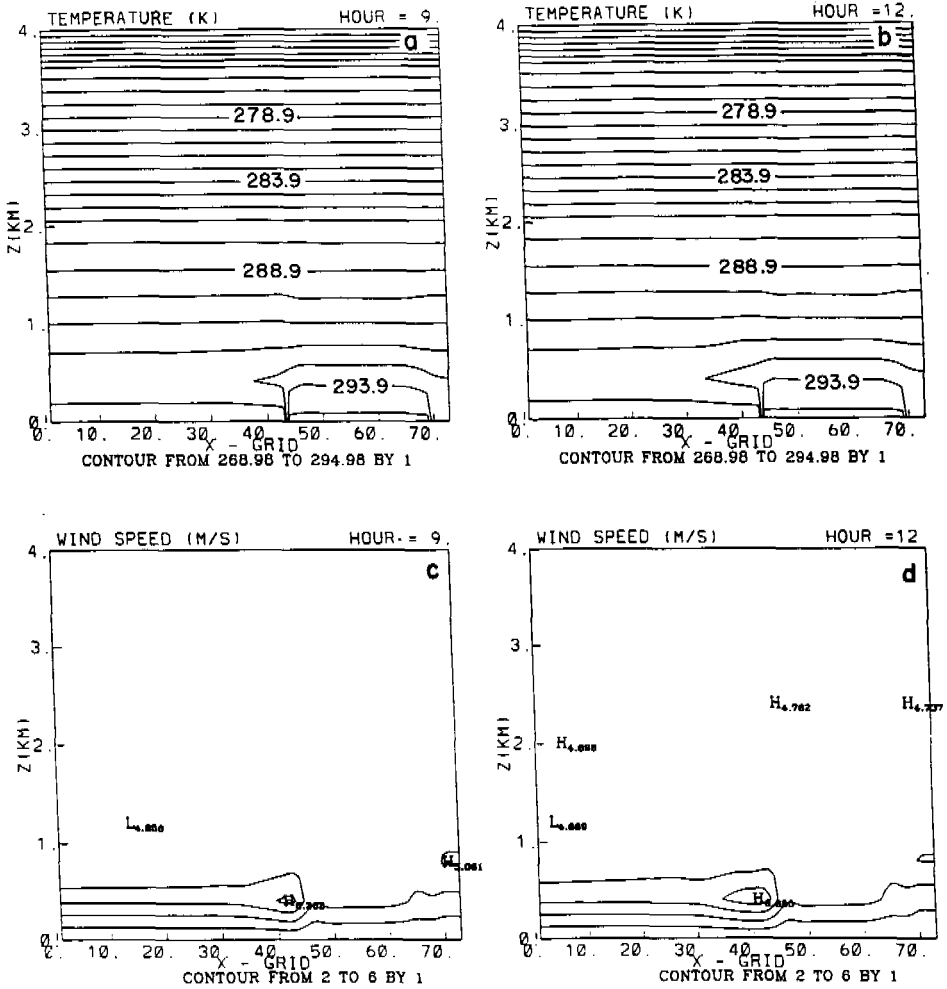 TEMPERATURE (K) HOUR = 9.
a
4.
3.
2.
1.
0.
Z(KM)
278.9
283.9
288.9
293.9
0. 10. 20. 30. 40. 50. 60. 70.
X - GRID
CONTOUR FROM 268.98 TO 294.98 BY 1
TEMPERATURE (K) HOUR =12.
b
4.
3.
2.
1.
0.
Z(KM)
278.9
283.9
288.9
293.9
0. 10. 20. 30. 40. 50. 60. 70.
X - GRID
CONTOUR FROM 268.98 TO 294.98 BY 1
WIND SPEED (M/S) HOUR = 9.
c
4.
3.
2.
1.
0.
Z(KM)
L
H
H
0. 10. 20. 30. 40. 50. 60. 70.
X - GRID
CONTOUR FROM 2 TO 6 BY 1
WIND SPEED (M/S) HOUR =12
d
4.
3.
2.
1.
0.
Z(KM)
H4.762
H4.737
H
L
H
0. 10. 20. 30. 40. 50. 60. 70.
X - GRID
CONTOUR FROM 2 TO 6 BY 1